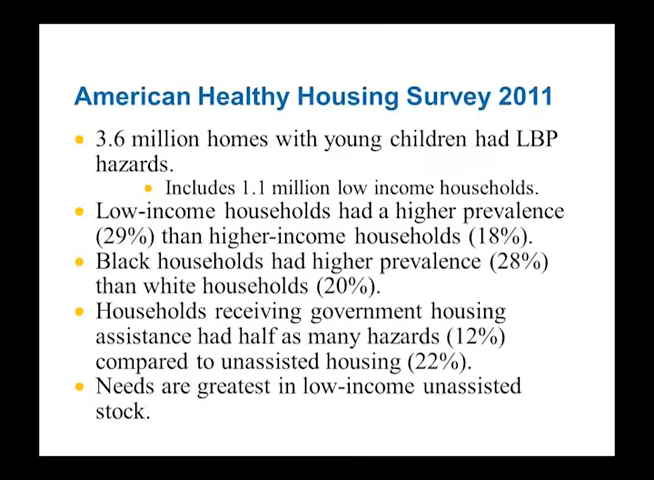 American Healthy Housing Survey 2011
• 3.6 million homes with young children had LBP
hazards.
• Includes 1.1 million low income households.
• Low-income households had a higher prevalence
(29%) than higher-income households (18%).
• Black households had higher prevalence (28%)
than white households (20%).
• Households receiving government housing
assistance had half as many hazards (12%)
compared to unassisted housing (22%).
• Needs are greatest in low-income unassisted
stock.